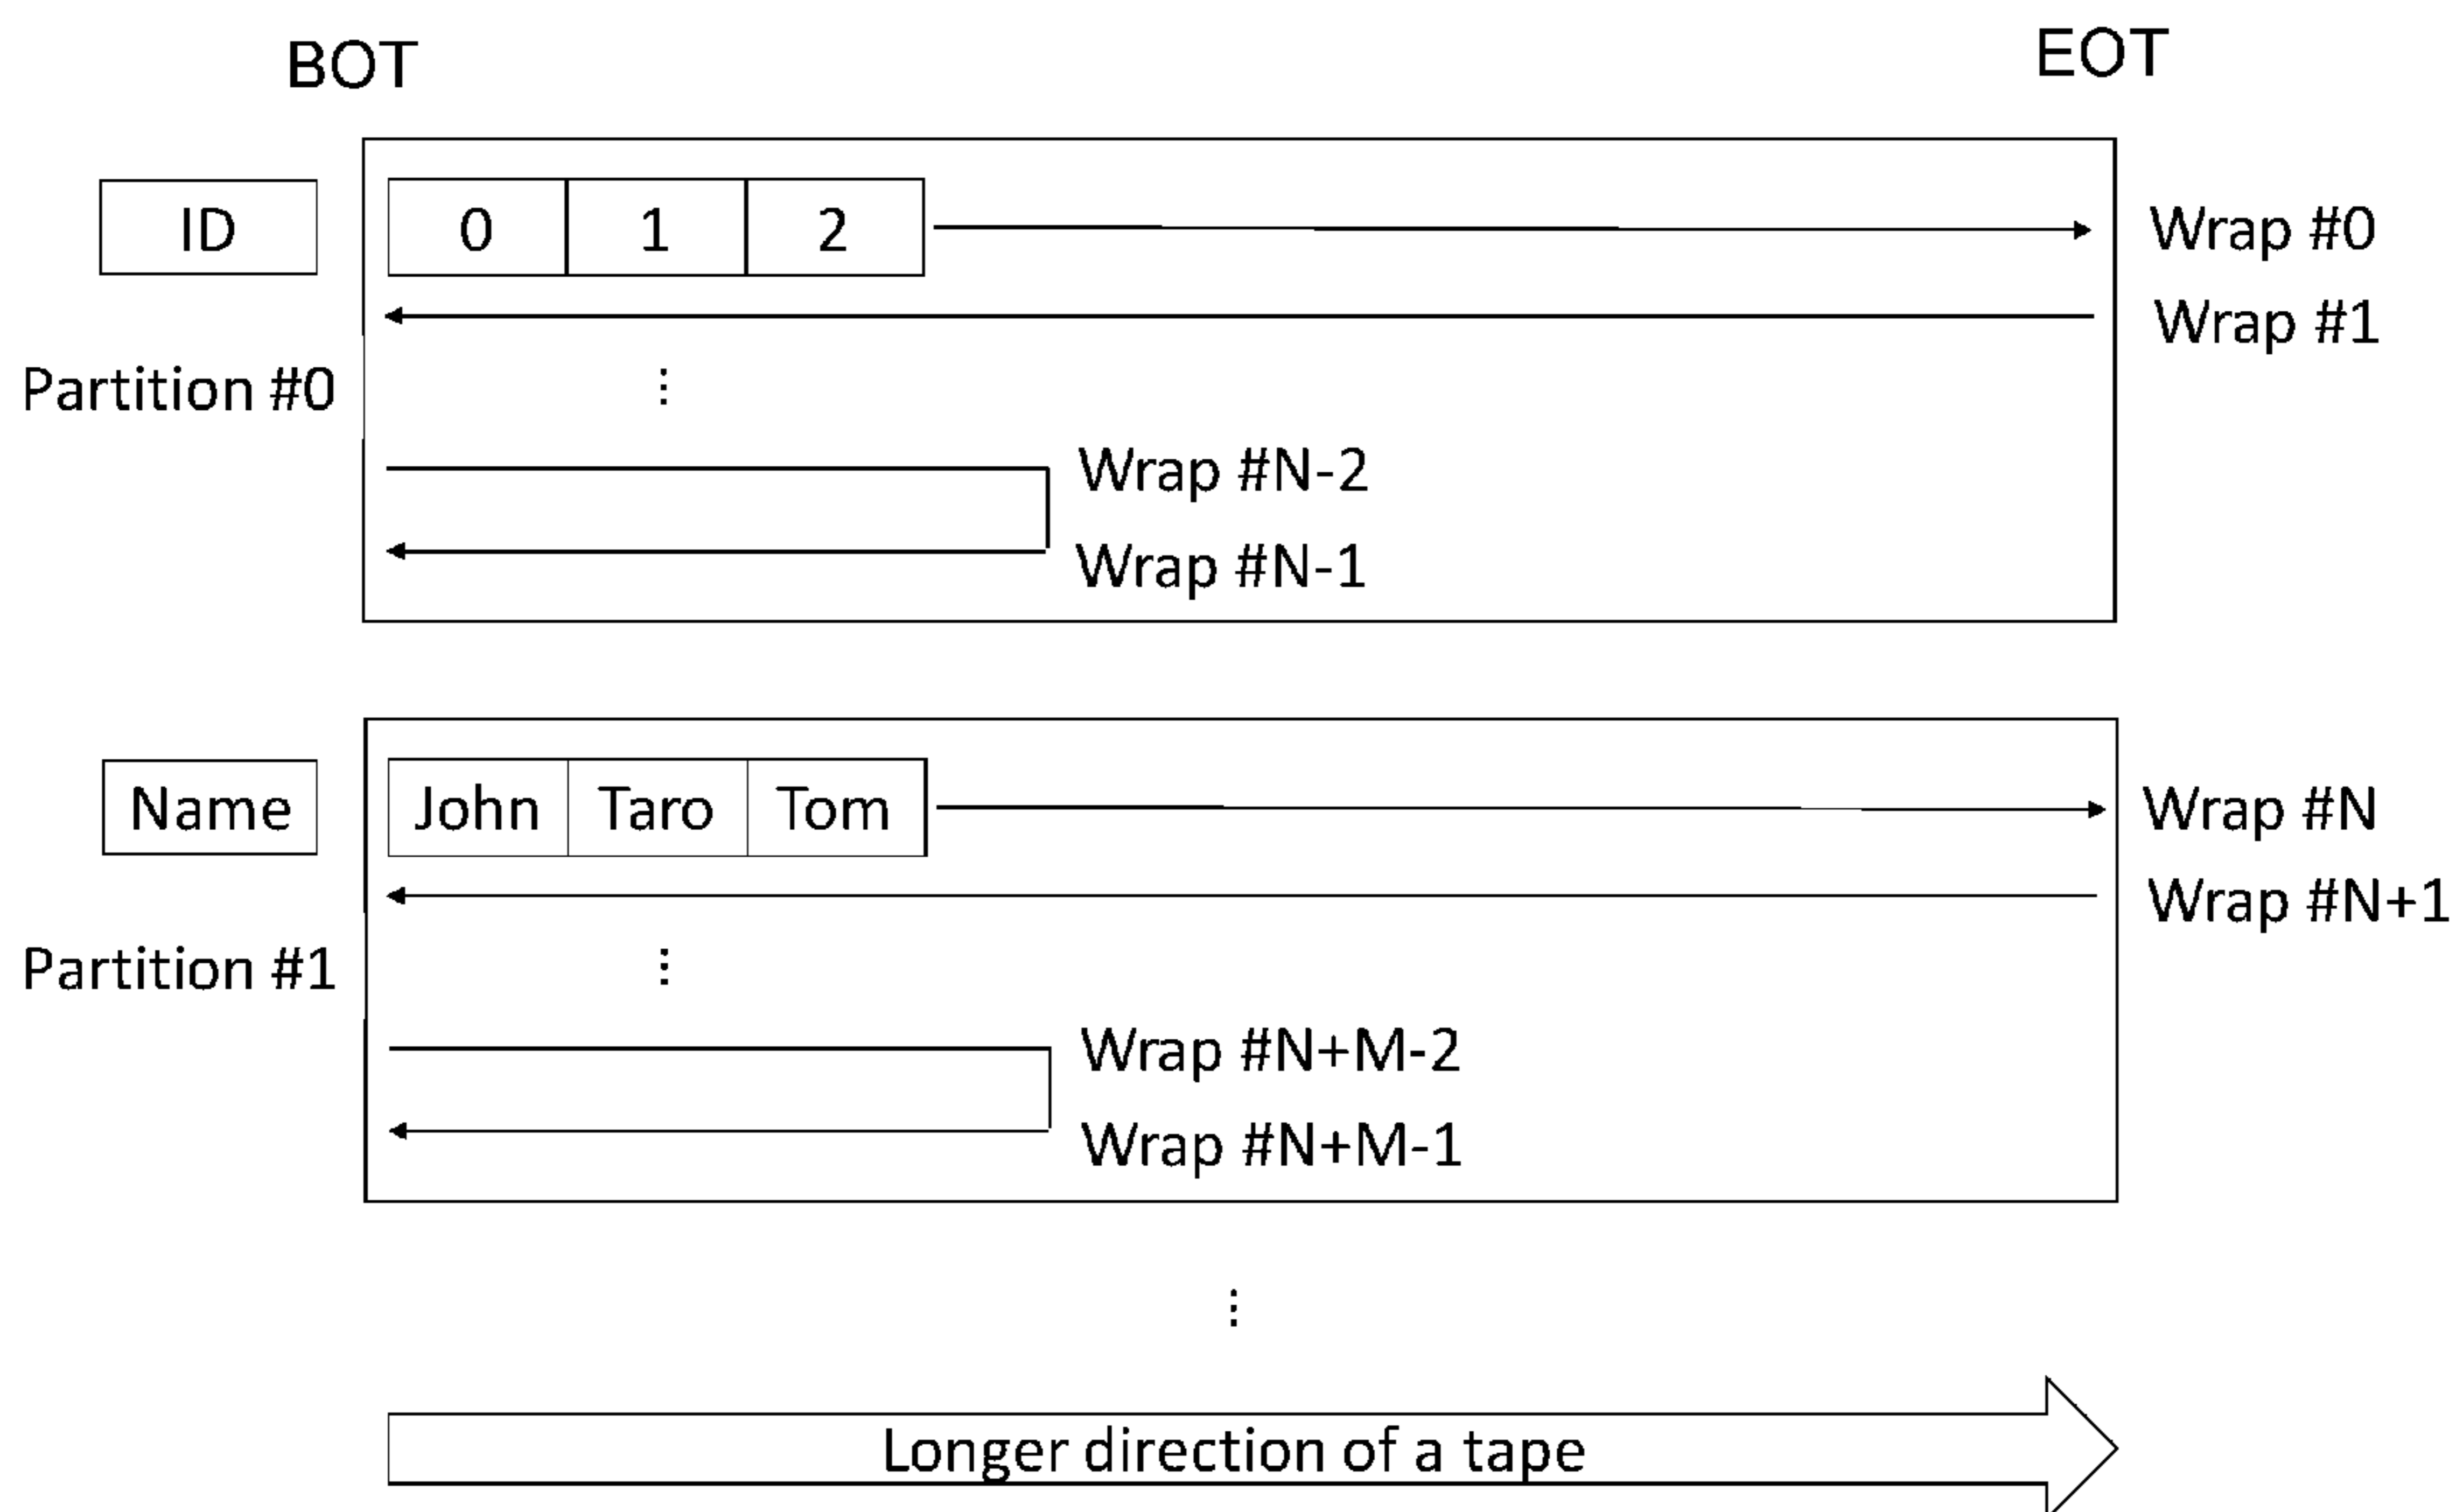 BOT EOT
ID 0 1 2 Wrap #0
Wrap #1
Partition #0 ⋮
Wrap #N-2
Wrap #N-1
Name John Taro Tom Wrap #N
Wrap #N+1
Partition #1 ⋮
Wrap #N+M-2
Wrap #N+M-1
⋮
Longer direction of a tape